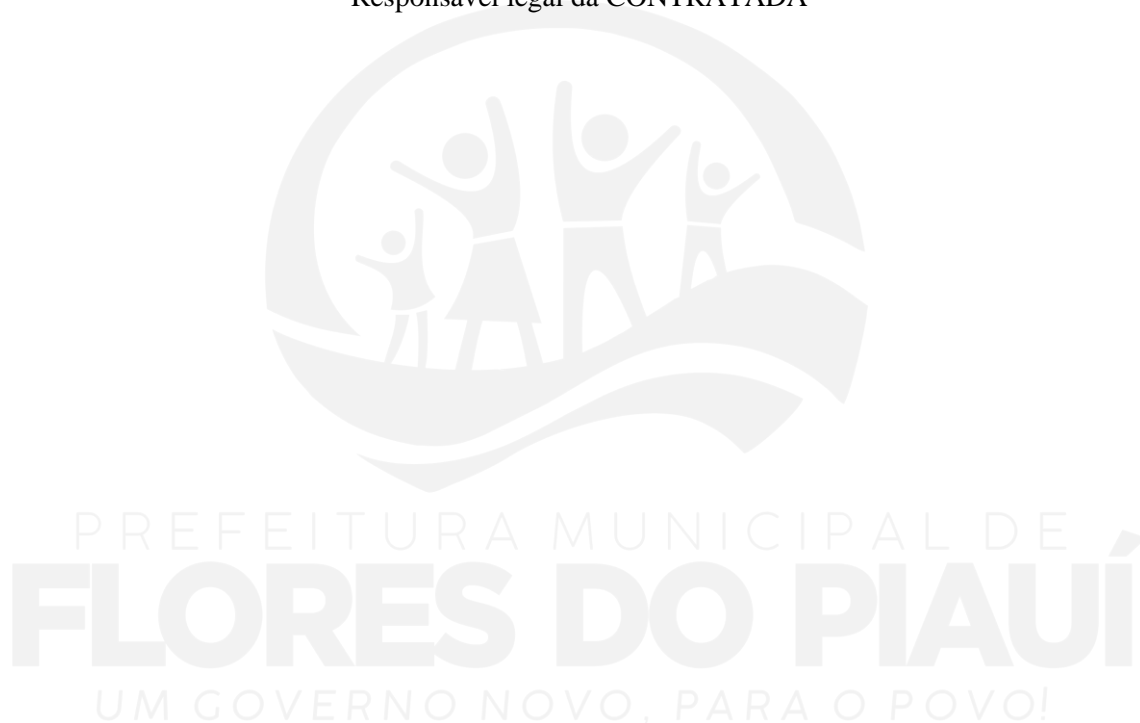 Responsável legal da CONTRATADA
PREFEITURA MUNICIPAL DE
FLORES DO PIAUÍ
UM GOVERNO NOVO, PARA O POVO!